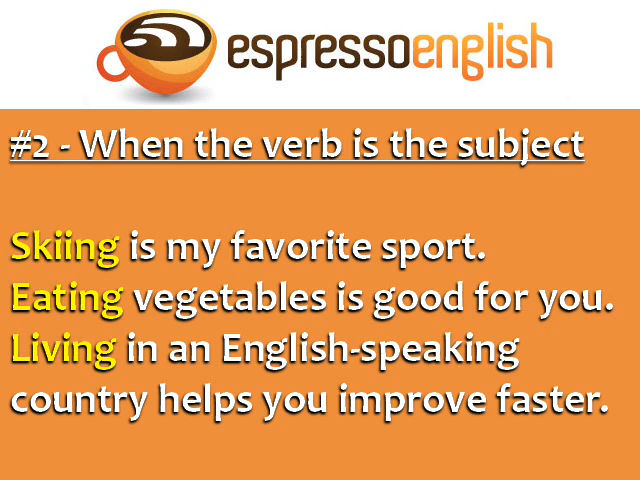 espressoenglish
#2 - When the verb is the subject
Skiing is my favorite sport.
Eating vegetables is good for you.
Living in an English-speaking
country helps you improve faster.